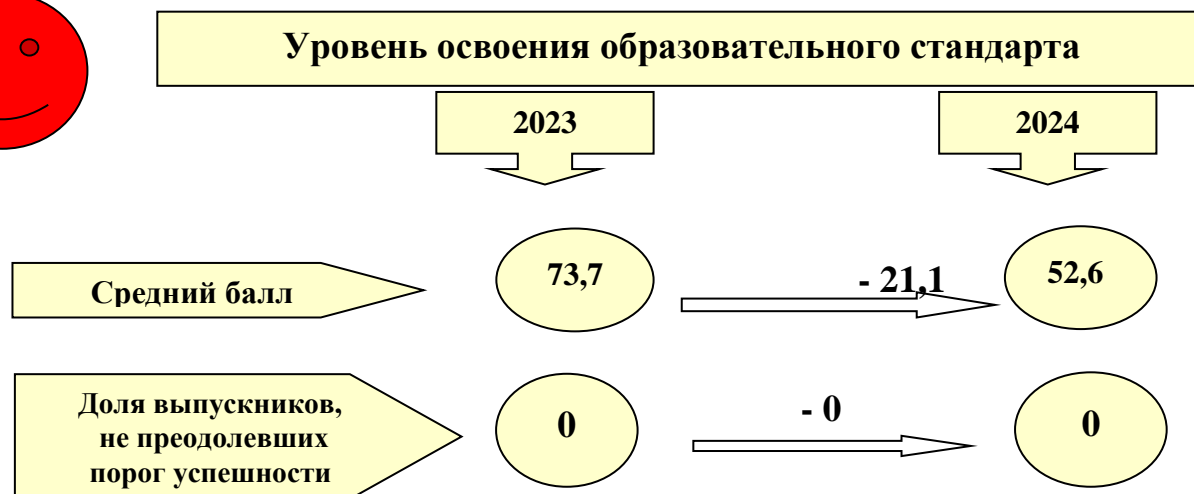 Уровень освоения образовательного стандарта
2023
2024
Средний балл
73,7
- 21,1
52,6
Доля выпускников,
не преодолевших
порог успешности
0
- 0
0